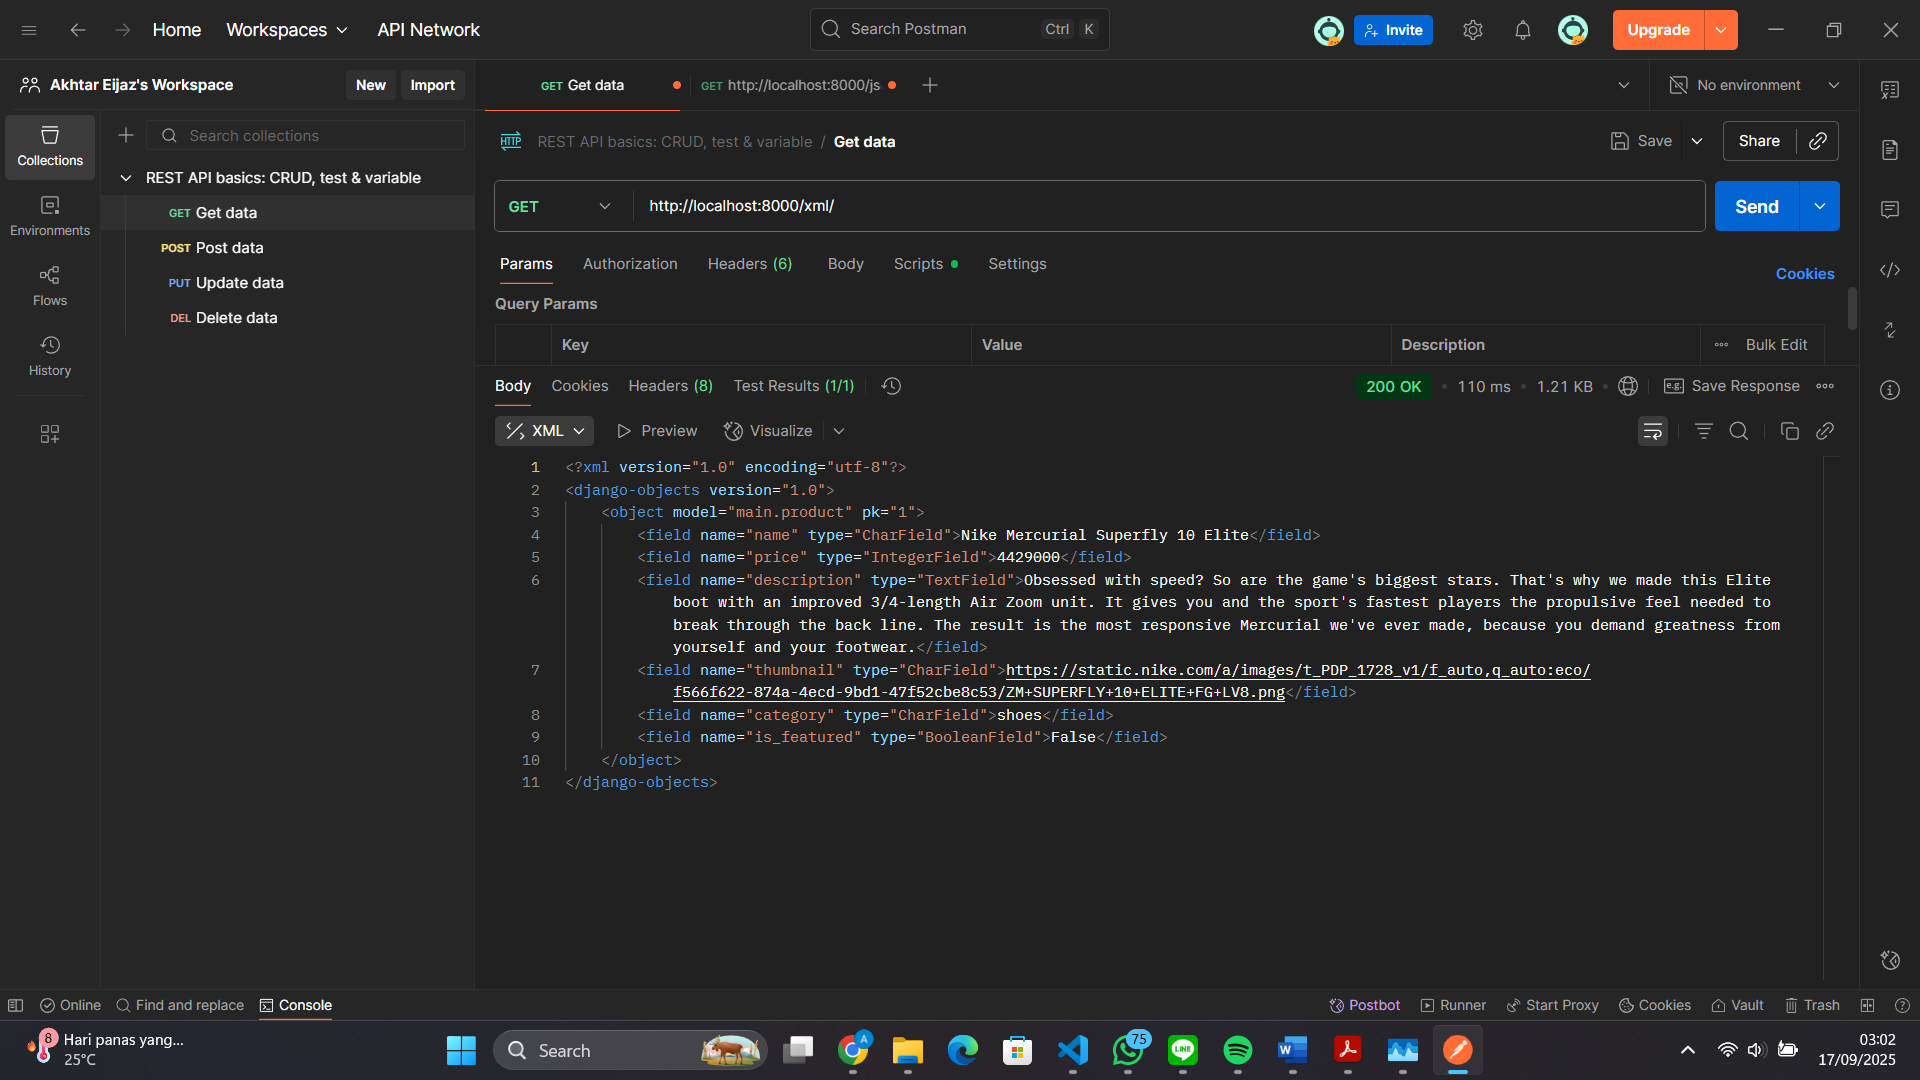 Home Workspaces API Network Search Postman Ctrl K Invite Upgrade
Akhtar Eijaz's Workspace New Import GET Get data GET http://localhost:8000/js No environment
Collections Search collections
REST API basics: CRUD, test & variable / Get data Save Share
REST API basics: CRUD, test & variable
GET Get data
POST Post data
PUT Update data
DEL Delete data
Environments
Flows
History
GET http://localhost:8000/xml/ Send
Params Authorization Headers (6) Body Scripts Settings Cookies
Query Params
Key Value Description Bulk Edit
Body Cookies Headers (8) Test Results (1/1) 200 OK 110 ms 1.21 KB e.g. Save Response
XML Preview Visualize
1 <?xml version="1.0" encoding="utf-8"?>
2 <django-objects version="1.0">
3 <object model="main.product" pk="1">
4 <field name="name" type="CharField">Nike Mercurial Superfly 10 Elite</field>
5 <field name="price" type="IntegerField">4429000</field>
6 <field name="description" type="TextField">Obsessed with speed? So are the game's biggest stars. That's why we made this Elite
boot with an improved 3/4-length Air Zoom unit. It gives you and the sport's fastest players the propulsive feel needed to
break through the back line. The result is the most responsive Mercurial we've ever made, because you demand greatness from
yourself and your footwear.</field>
7 <field name="thumbnail" type="CharField">https://static.nike.com/a/images/t_PDP_1728_v1/f_auto,q_auto:eco/
f566f622-874a-4ecd-9bd1-47f52cbe8c53/ZM+SUPERFLY+10+ELITE+FG+LV8.png</field>
8 <field name="category" type="CharField">shoes</field>
9 <field name="is_featured" type="BooleanField">False</field>
10 </object>
11 </django-objects>
Online Find and replace Console Postbot Runner Start Proxy Cookies Vault Trash
8 Hari panas yang...
25°C
Search
A
75
LINE
W
03:02
17/09/2025